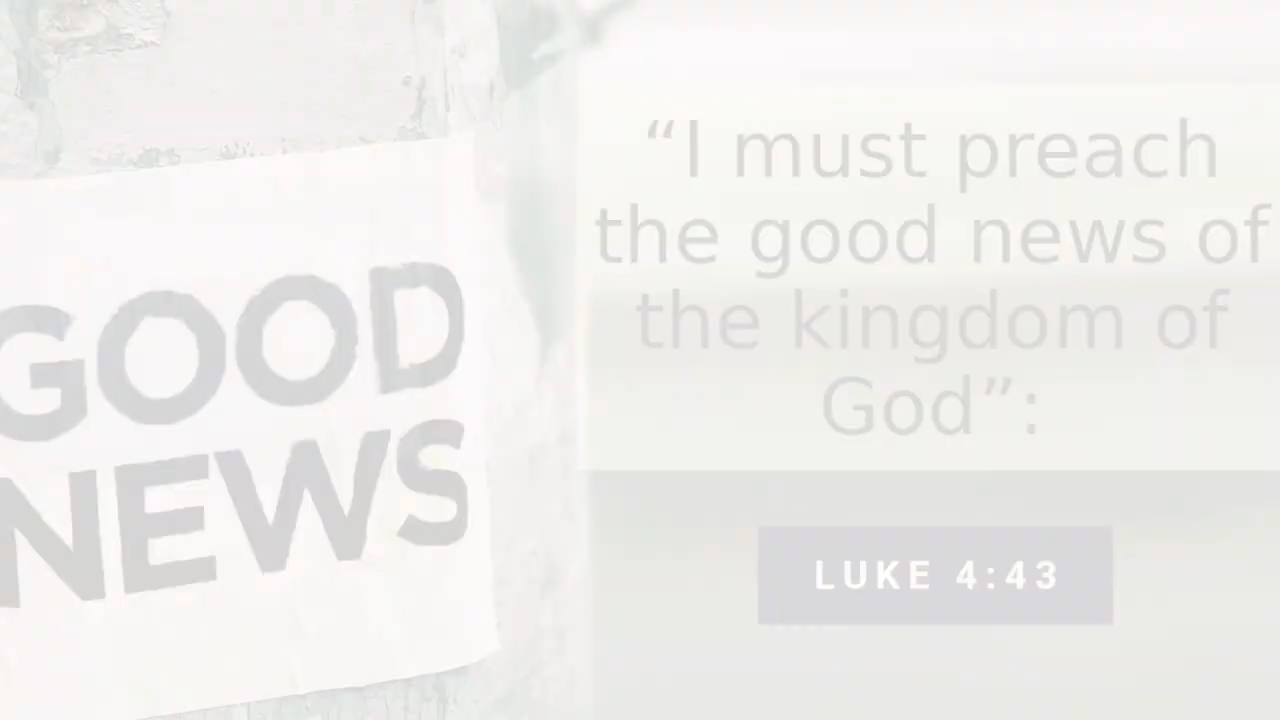 GOOD
NEWS
“I must preach
the good news of
the kingdom of
God”:
LUKE 4:43